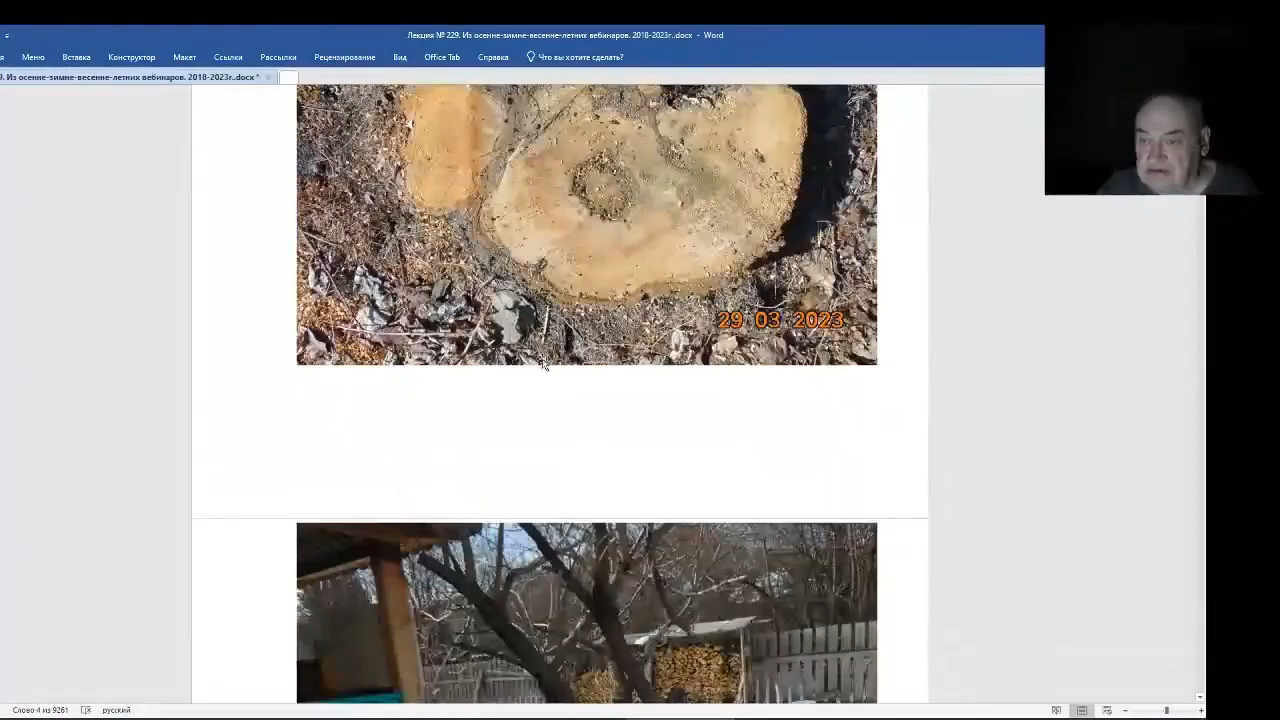 Лекция № 229. Из осенне-зимне-весенне-летних вебинаров. 2018-2023г..docx - Word
Меню Вставка Конструктор Макет Ссылки Рассылки Рецензирование Вид Office Tab Справка Что вы хотите сделать?
9. Из осенне-зимне-весенне-летних вебинаров. 2018-2023г..docx *
29 03 2023
Слово 4 из 9261 русский